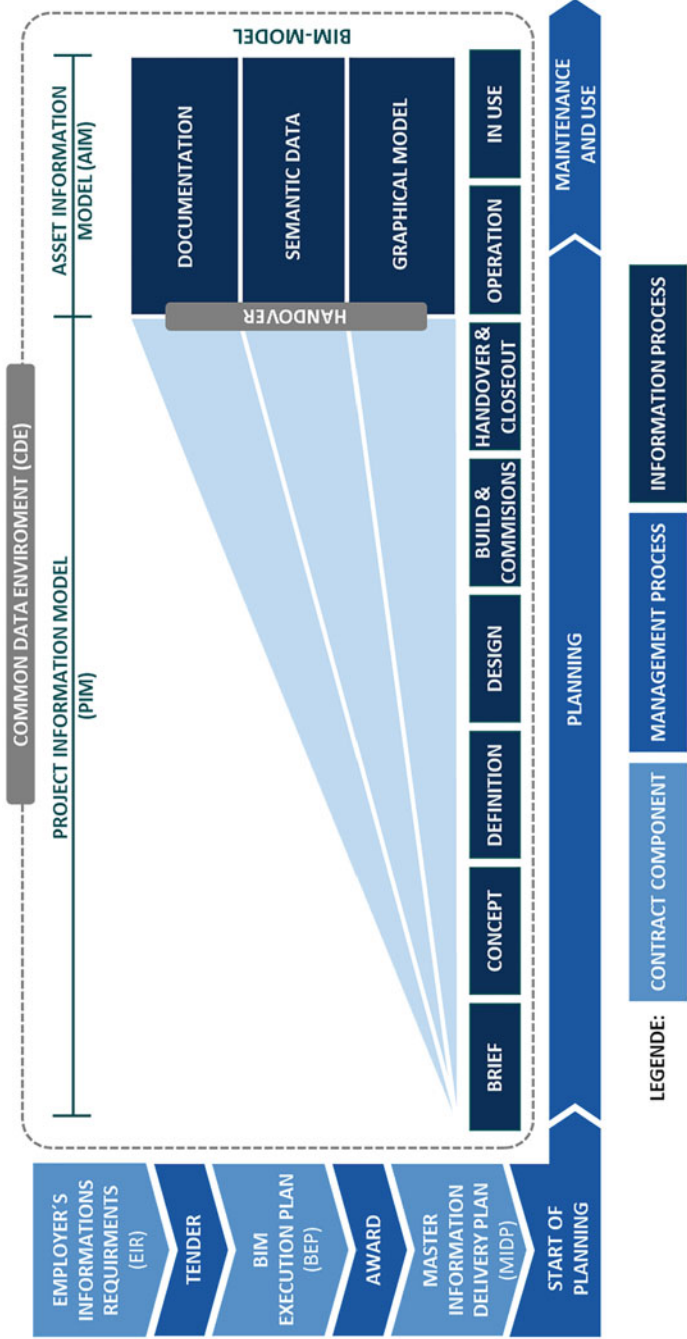 COMMON DATA ENVIROMENT (CDE)
PROJECT INFORMATION MODEL
(PIM)
ASSET INFORMATION
MODEL (AIM)
BIM-MODEL
EMPLOYER´S
INFORMATIONS
REQUIRMENTS
(EIR)
TENDER
BIM
EXECUTION PLAN
(BEP)
AWARD
MASTER
INFORMATION
DELIVERY PLAN
(MIDP)
START OF
PLANNING
HANDOVER
DOCUMENTATION
SEMANTIC DATA
GRAPHICAL MODEL
BRIEF
CONCEPT
DEFINITION
DESIGN
BUILD &
COMMISIONS
HANDOVER &
CLOSEOUT
OPERATION
IN USE
PLANNING
MAINTENANCE
AND USE
LEGENDE:
CONTRACT COMPONENT
MANAGEMENT PROCESS
INFORMATION PROCESS